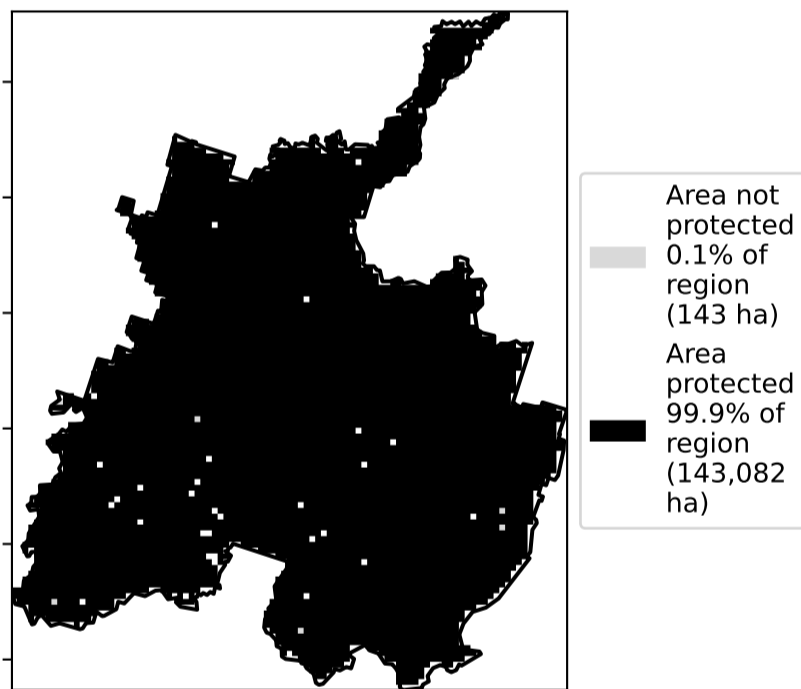 Area not
protected
0.1% of
region
(143 ha)
Area
protected
99.9% of
region
(143,082
ha)